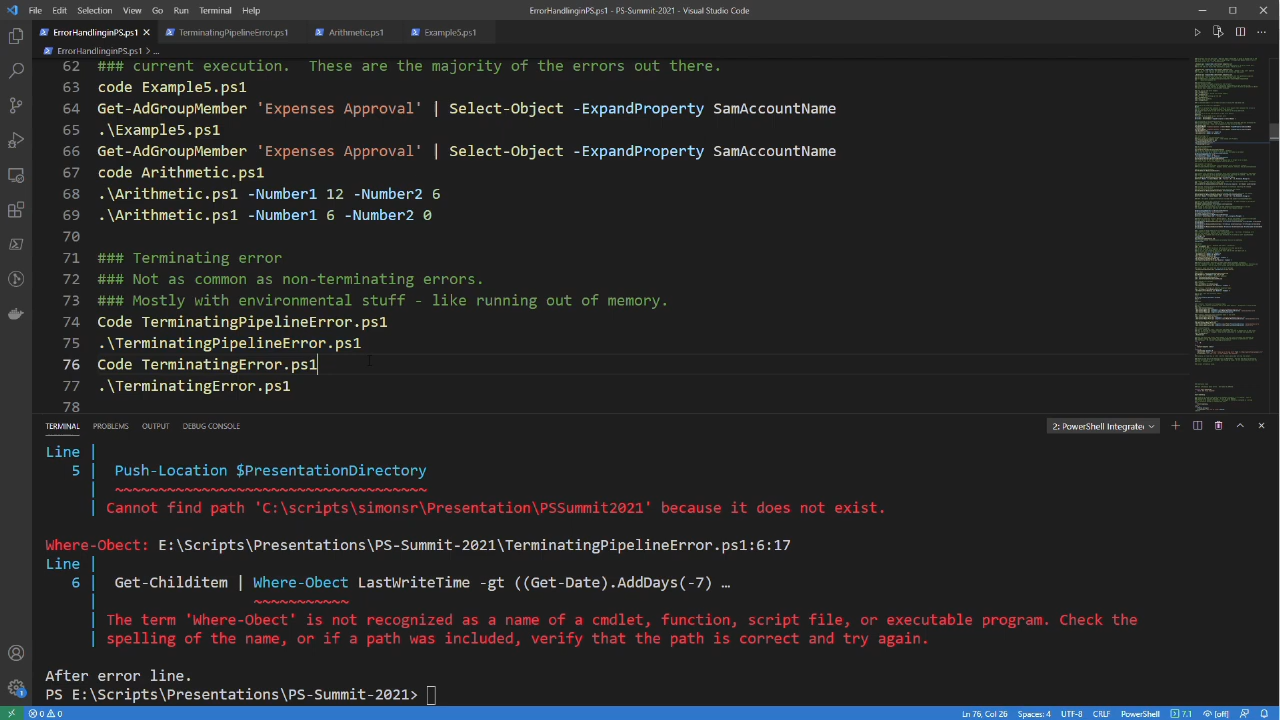 File Edit Selection View Go Run Terminal Help ErrorHandlinginPS.ps1 - PS-Summit-2021 - Visual Studio Code
ErrorHandlinginPS.ps1 TerminatingPipelineError.ps1 Arithmetic.ps1 Example5.ps1
ErrorHandlinginPS.ps1 > ...
62 ### current execution. These are the majority of the errors out there.
63 code Example5.ps1
64 Get-AdGroupMember 'Expenses Approval' | SelectObject -ExpandProperty SamAccountName
65 .\Example5.ps1
66 Get-AdGroupMember 'Expenses Approval' | SelectObject -ExpandProperty SamAccountName
67 code Arithmetic.ps1
68 .\Arithmetic.ps1 -Number1 12 -Number2 6
69 .\Arithmetic.ps1 -Number1 6 -Number2 0
70
71 ### Terminating error
72 ### Not as common as non-terminating errors.
73 ### Mostly with environmental stuff - like running out of memory.
74 Code TerminatingPipelineError.ps1
75 .\TerminatingPipelineError.ps1
76 Code TerminatingError.ps1
77 .\TerminatingError.ps1
78
TERMINAL PROBLEMS OUTPUT DEBUG CONSOLE 2: PowerShell Integrate
Line |
5 | Push-Location $PresentationDirectory
| ~~~~~~~~~~~~~~~~~~~~~~~~~~~~~~~~~~~
| Cannot find path 'C:\scripts\simonsr\Presentation\PSSummit2021' because it does not exist.
Where-Obect: E:\Scripts\Presentations\PS-Summit-2021\TerminatingPipelineError.ps1:6:17
Line |
6 | Get-Childitem | Where-Obect LastWriteTime -gt ((Get-Date).AddDays(-7) …
| ~~~~~~~~~~~
| The term 'Where-Obect' is not recognized as a name of a cmdlet, function, script file, or executable program. Check the
| spelling of the name, or if a path was included, verify that the path is correct and try again.
After error line.
PS E:\Scripts\Presentations\PS-Summit-2021>
0 0 Ln 76, Col 26 Spaces: 4 UTF-8 CRLF PowerShell 7.1 [off]